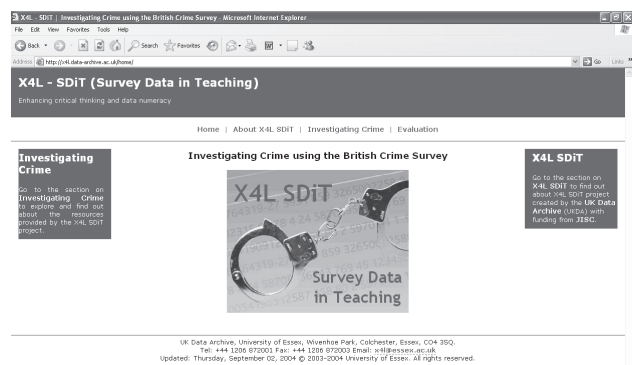 X4L - SDiT | Investigating Crime using the British Crime Survey - Microsoft Internet Explorer
File Edit View Favorites Tools Help
Back Search Favorites
Address http://x4l.data-archive.ac.uk/home/ Go Links »
X4L - SDiT (Survey Data in Teaching)
Enhancing critical thinking and data numeracy
Home | About X4L SDiT | Investigating Crime | Evaluation
Investigating
Crime
Go to the section on
Investigating Crime
to explore and find out
about the resources
provided by the X4L SDiT
project.
Investigating Crime using the British Crime Survey
X4L SDiT
Survey Data
in Teaching
X4L SDiT
Go to the section on
X4L SDiT to find out
about X4L SDiT project
created by the UK Data
Archive (UKDA) with
funding from JISC.
UK Data Archive, University of Essex, Wivenhoe Park, Colchester, Essex, CO4 3SQ.
Tel: +44 1206 872001 Fax: +44 1206 872003 Email: x4l@essex.ac.uk
Updated: Thursday, September 02, 2004 © 2003-2004 University of Essex. All rights reserved.